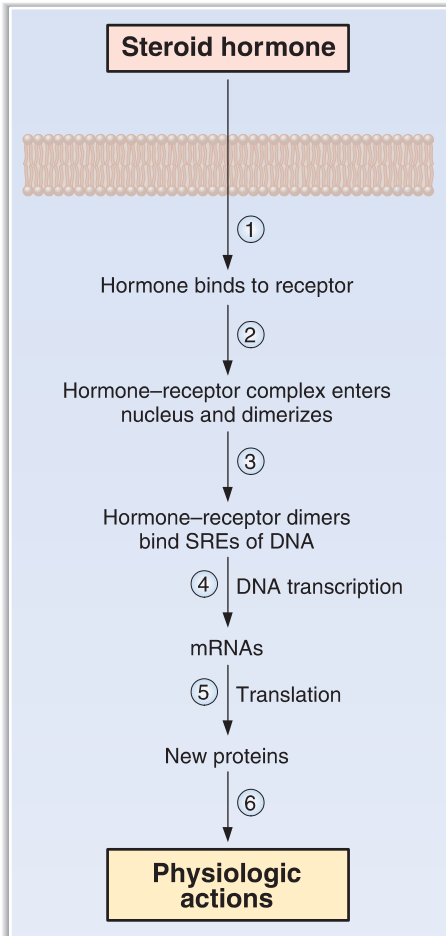 Steroid hormone
①
Hormone binds to receptor
②
Hormone–receptor complex enters
nucleus and dimerizes
③
Hormone–receptor dimers
bind SREs of DNA
④ DNA transcription
mRNAs
⑤ Translation
New proteins
⑥
Physiologic
actions